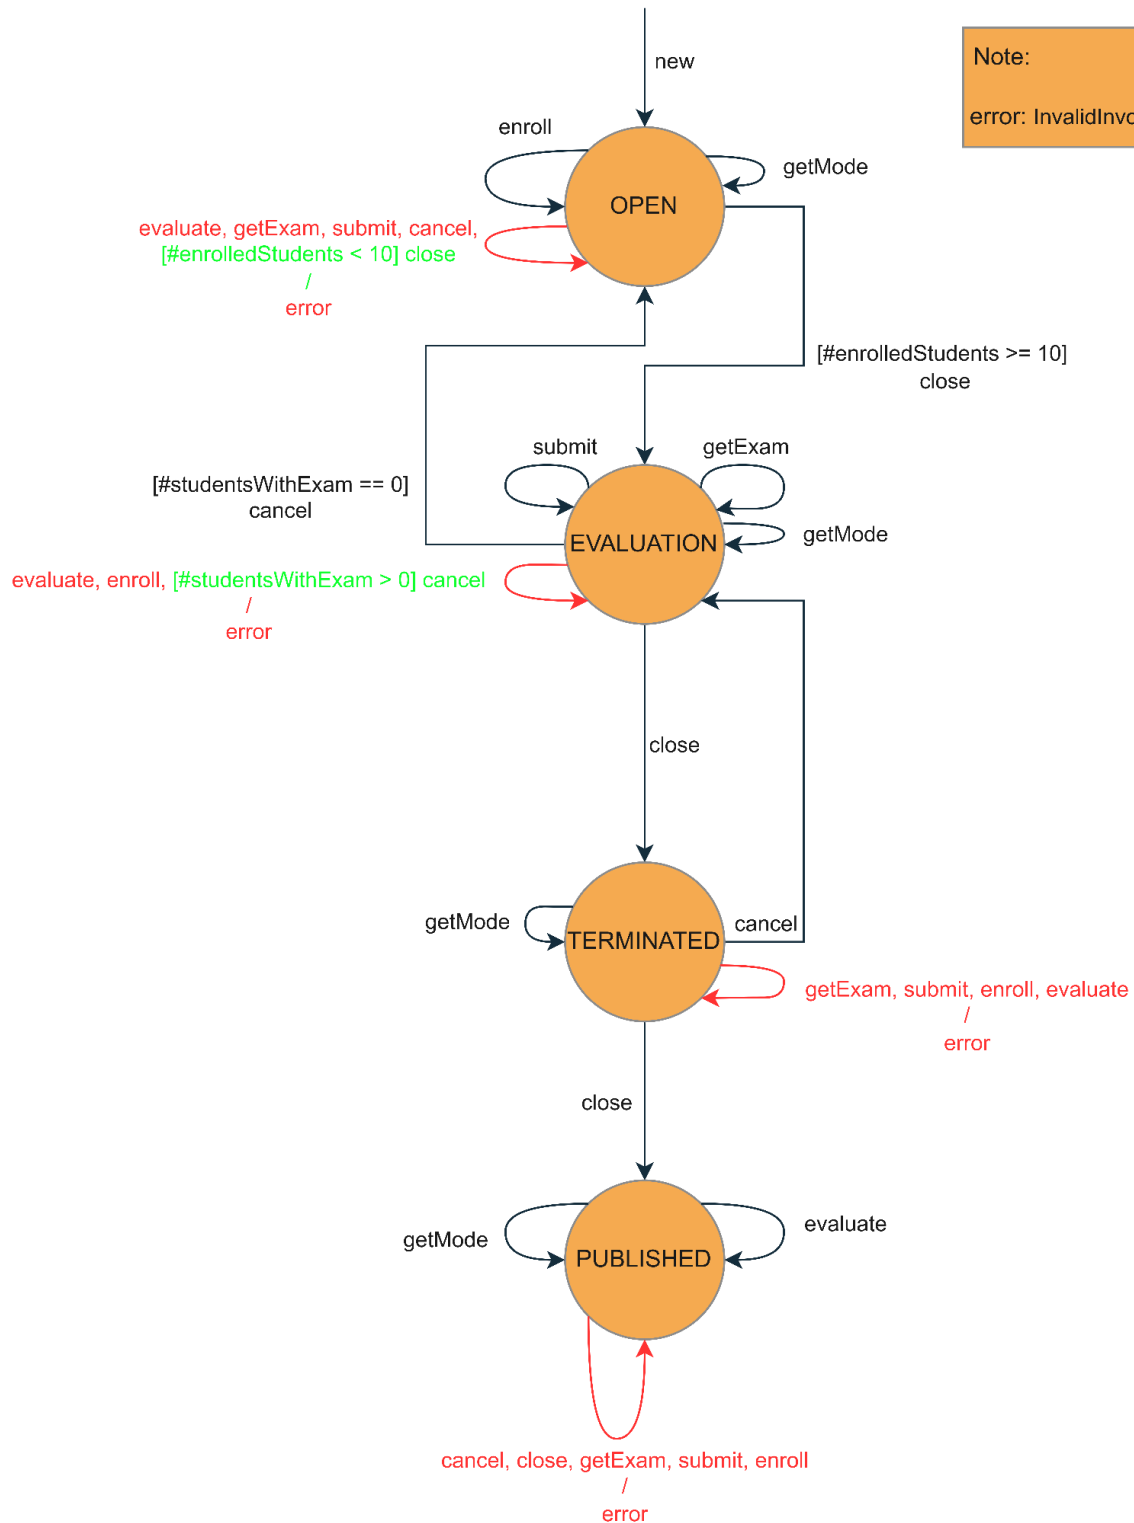 new
Note:
error: InvalidInvo
enroll
getMode
OPEN
evaluate, getExam, submit, cancel,
[#enrolledStudents < 10] close
/
error
[#enrolledStudents >= 10]
close
submit
getExam
[#studentsWithExam == 0]
cancel
getMode
EVALUATION
evaluate, enroll, [#studentsWithExam > 0] cancel
/
error
close
getMode
TERMINATED
cancel
getExam, submit, enroll, evaluate
/
error
close
getMode
evaluate
PUBLISHED
cancel, close, getExam, submit, enroll
/
error